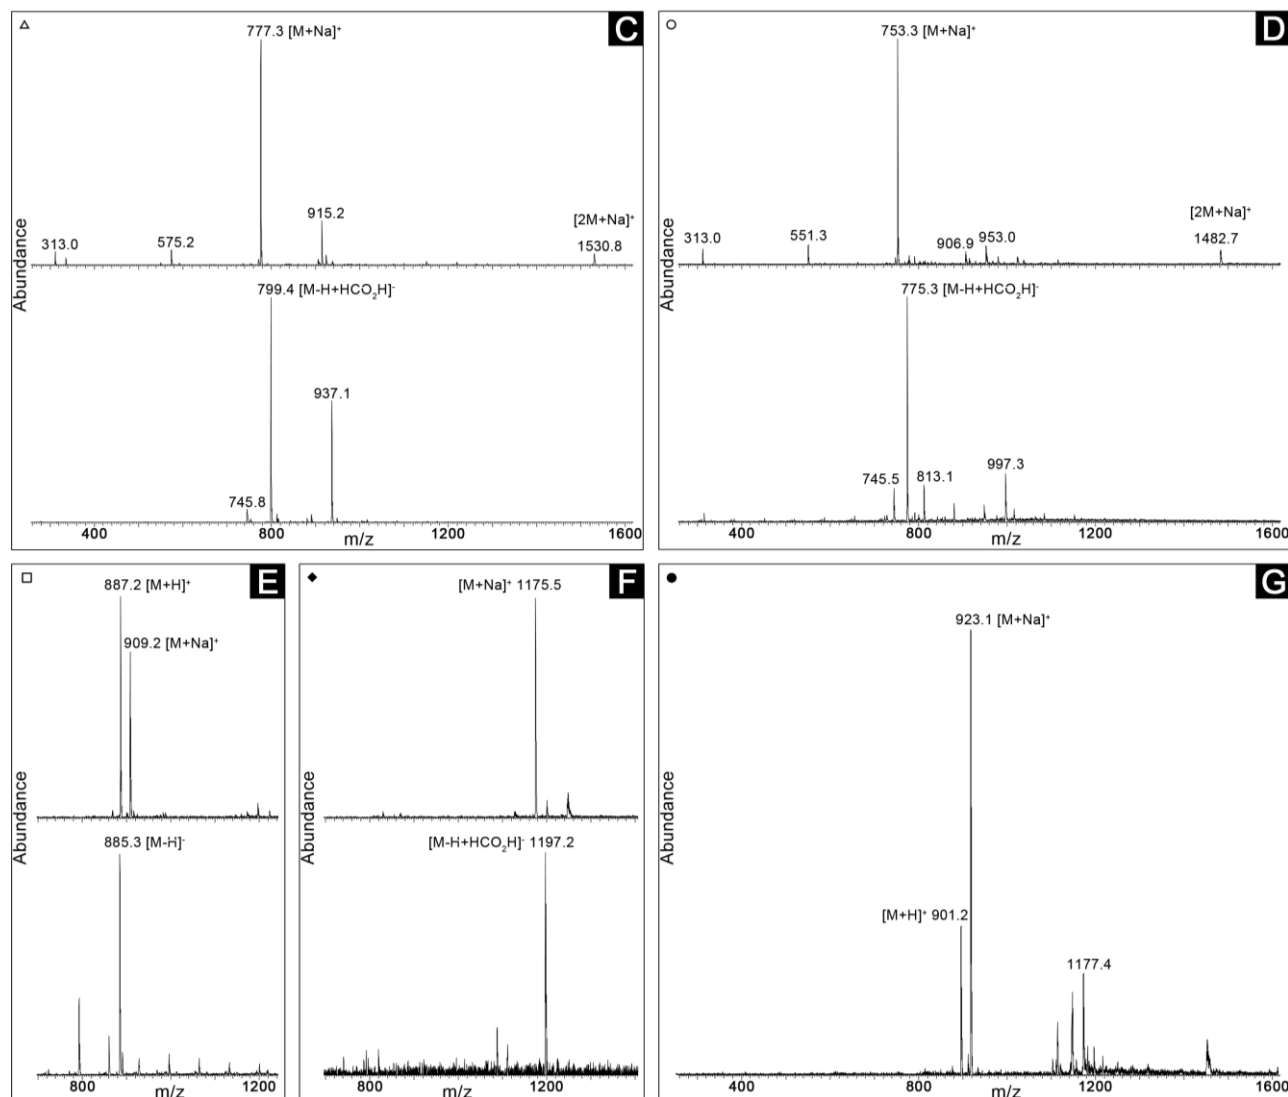 C
777.3 [M+Na]⁺
915.2
[2M+Na]⁺
313.0
575.2
1530.8
Abundance
799.4 [M-H+HCO₂H]⁻
937.1
745.8
Abundance
400 800 1200 1600
m/z
D
753.3 [M+Na]⁺
[2M+Na]⁺
313.0
551.3
906.9
953.0
1482.7
Abundance
775.3 [M-H+HCO₂H]⁻
745.5
813.1
997.3
Abundance
400 800 1200 1600
m/z
E
887.2 [M+H]⁺
909.2 [M+Na]⁺
Abundance
885.3 [M-H]⁻
Abundance
800 1200
m/z
F
[M+Na]⁺ 1175.5
Abundance
[M-H+HCO₂H]⁻ 1197.2
Abundance
800 1200
m/z
G
923.1 [M+Na]⁺
[M+H]⁺ 901.2
1177.4
Abundance
400 800 1200 1600
m/z